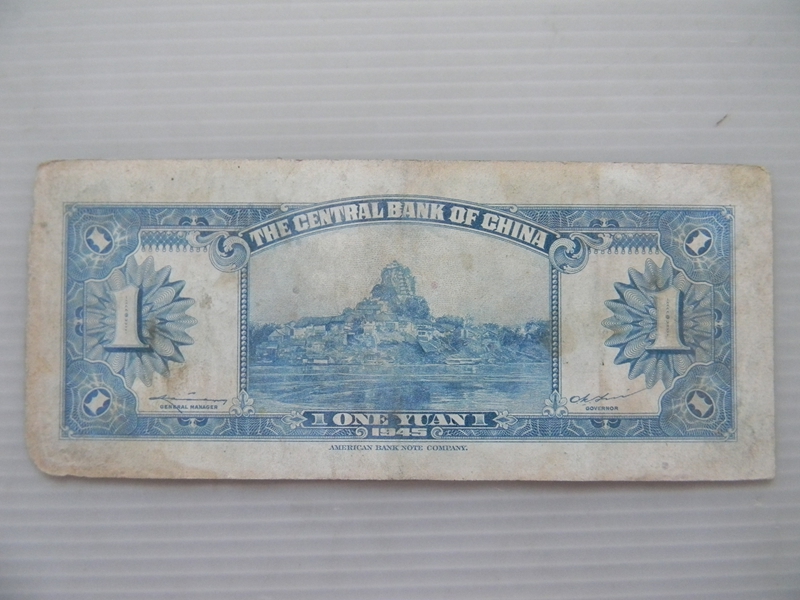 THE CENTRAL BANK OF CHINA
1
1
GENERAL MANAGER
GOVERNOR
1 ONE YUAN 1
1945
AMERICAN BANK NOTE COMPANY.